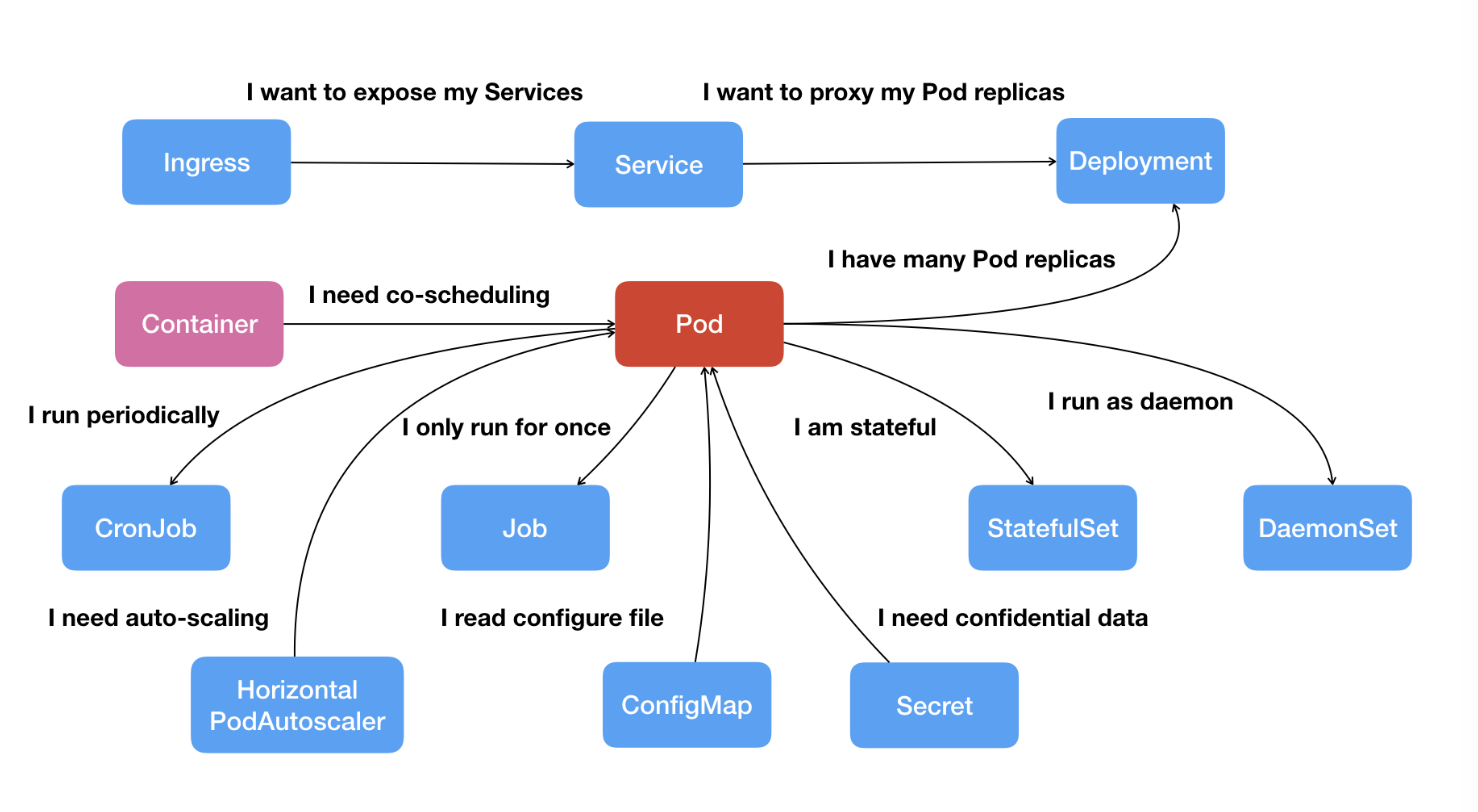 I want to expose my Services
I want to proxy my Pod replicas
Ingress
Service
Deployment
I have many Pod replicas
I need co-scheduling
Container
Pod
I run periodically
I only run for once
I am stateful
I run as daemon
CronJob
Job
StatefulSet
DaemonSet
I need auto-scaling
I read configure file
I need confidential data
Horizontal
PodAutoscaler
ConfigMap
Secret